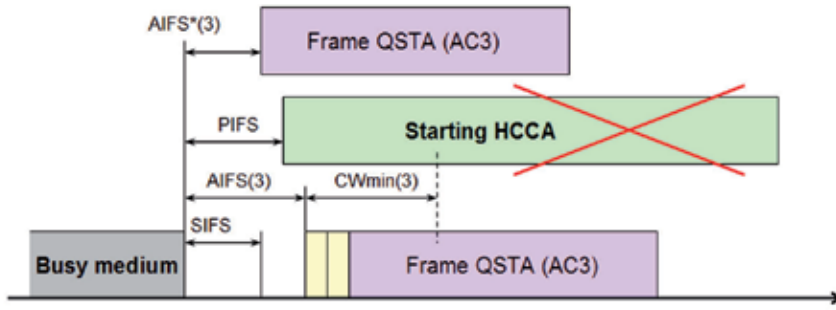 AIFS*(3)
Frame QSTA (AC3)
PIFS
Starting HCCA
AIFS(3)
CWmin(3)
SIFS
Busy medium
Frame QSTA (AC3)